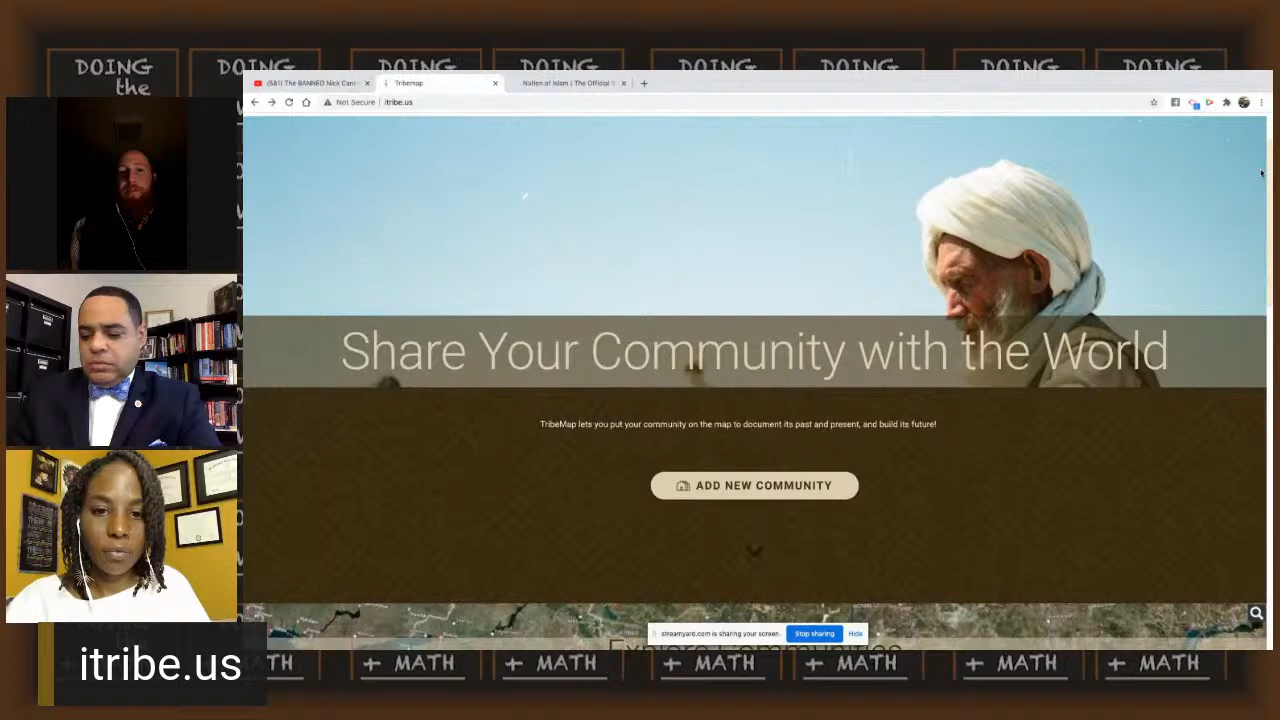 DOING DOING DOING DOING DOING DOING DOING DOING
the
(581) The BANNED Nick Cann
Tribemap
Nation of Islam | The Official
Not Secure | itribe.us
Share Your Community with the World
TribeMap lets you put your community on the map to document its past and present, and build its future!
ADD NEW COMMUNITY
streamyard.com is sharing your screen. Stop sharing Hide
Explore Communities
itribe.us
+ MATH + MATH + MATH + MATH + MATH + MATH + MATH